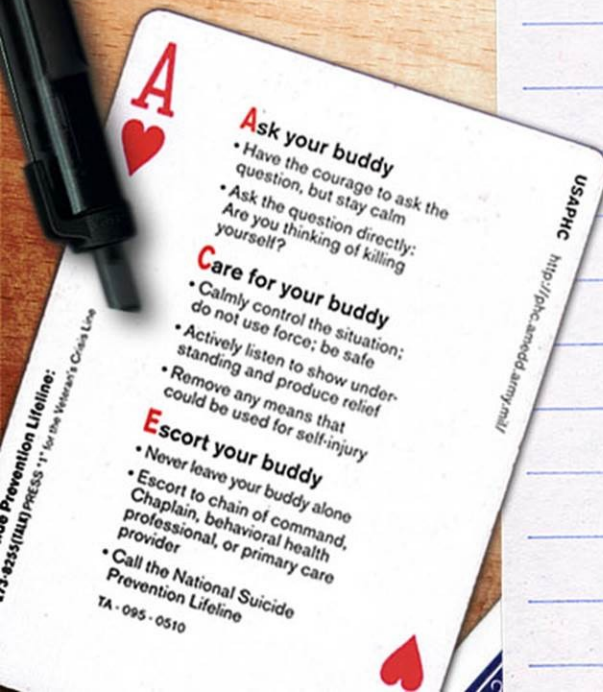 A
Ask your buddy
• Have the courage to ask the
question, but stay calm
• Ask the question directly:
Are you thinking of killing
yourself?
Care for your buddy
• Calmly control the situation;
do not use force; be safe
• Actively listen to show under-
standing and produce relief
• Remove any means that
could be used for self-injury
Escort your buddy
• Never leave your buddy alone
• Escort to chain of command,
Chaplain, behavioral health
professional, or primary care
provider
• Call the National Suicide
Prevention Lifeline
TA - 095 - 0510
USAPHC http://phc.amedd.army.mil/
Prevention Lifeline:
273-8255(TALK) PRESS "1" for the Veteran's Crisis Line